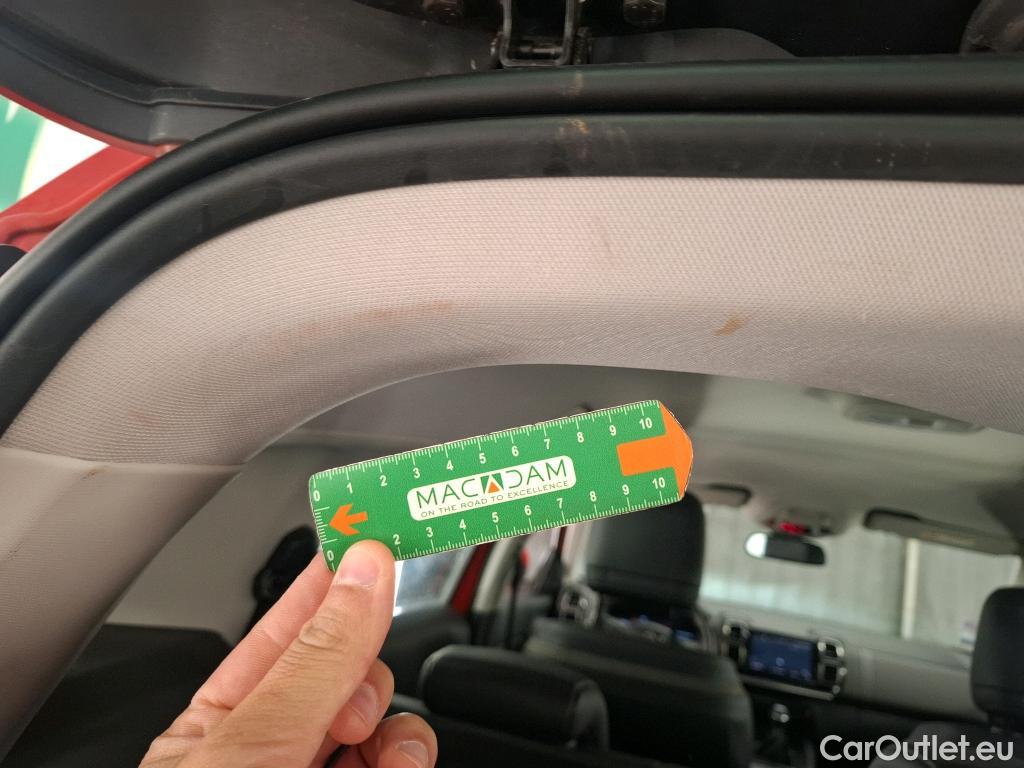 0 1 2 3 4 5 6 7 8 9 10
MACADAM
ON THE ROAD TO EXCELLENCE
0 2 3 4 5 6 7 8 9 10
CarOutlet.eu